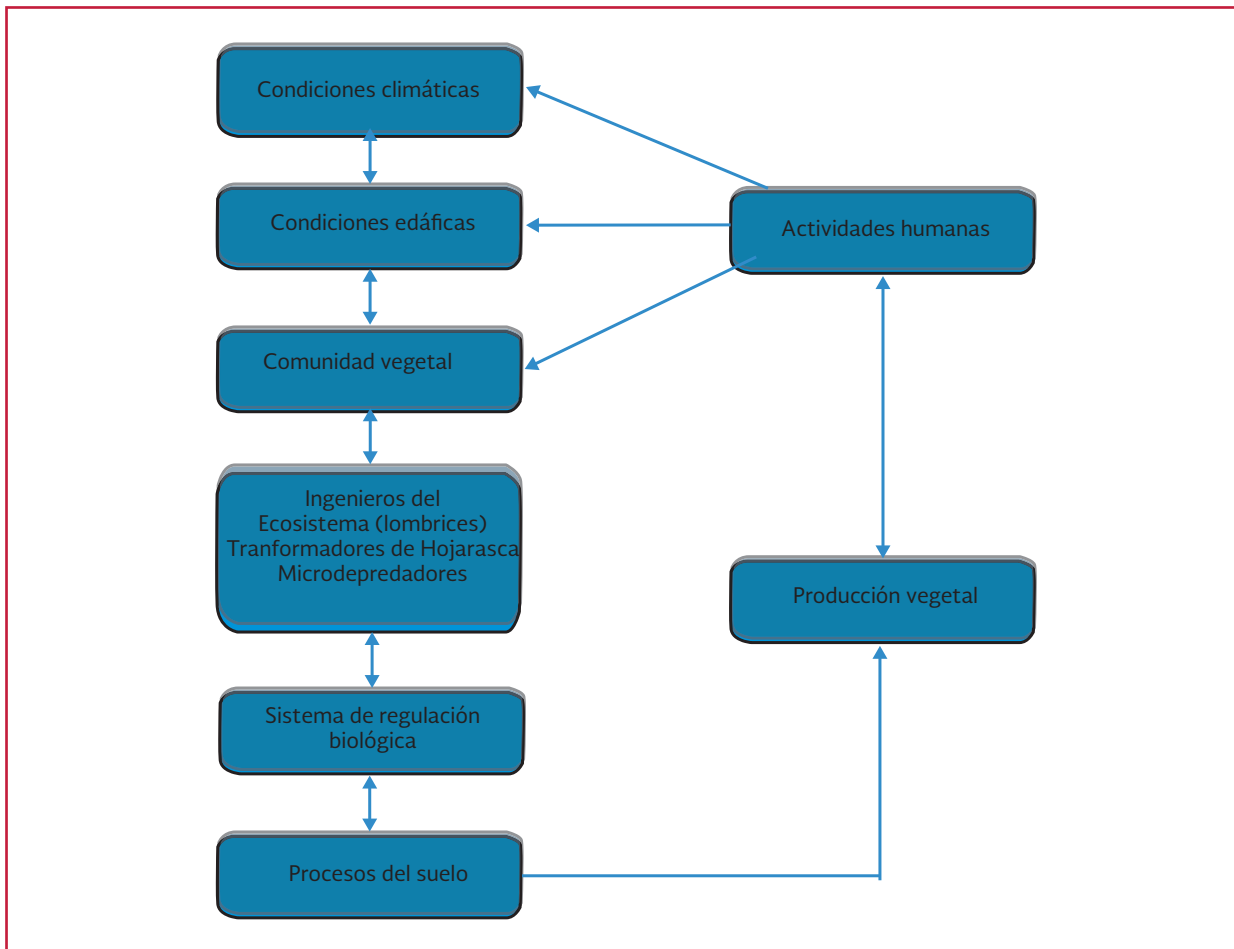 Condiciones climáticas
Condiciones edáficas
Actividades humanas
Comunidad vegetal
Ingenieros del
Ecosistema (lombrices)
Tranformadores de Hojarasca
Microdepredadores
Producción vegetal
Sistema de regulación
biológica
Procesos del suelo